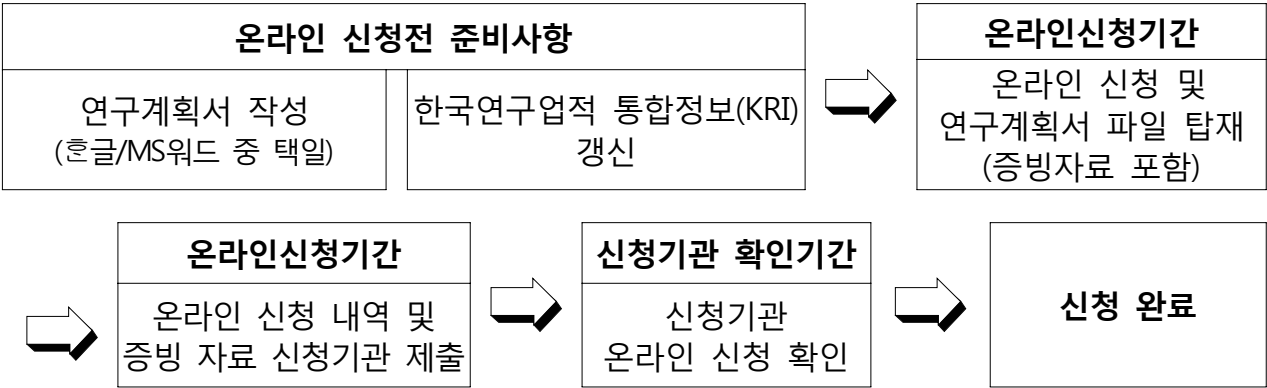 온라인 신청전 준비사항
연구계획서 작성
(ᄒᆞᆫ글/MS워드 중 택일)
한국연구업적 통합정보(KRI)
갱신
온라인신청기간
온라인 신청 및
연구계획서 파일 탑재
(증빙자료 포함)
온라인신청기간
온라인 신청 내역 및
증빙 자료 신청기관 제출
신청기관 확인기간
신청기관
온라인 신청 확인
신청 완료